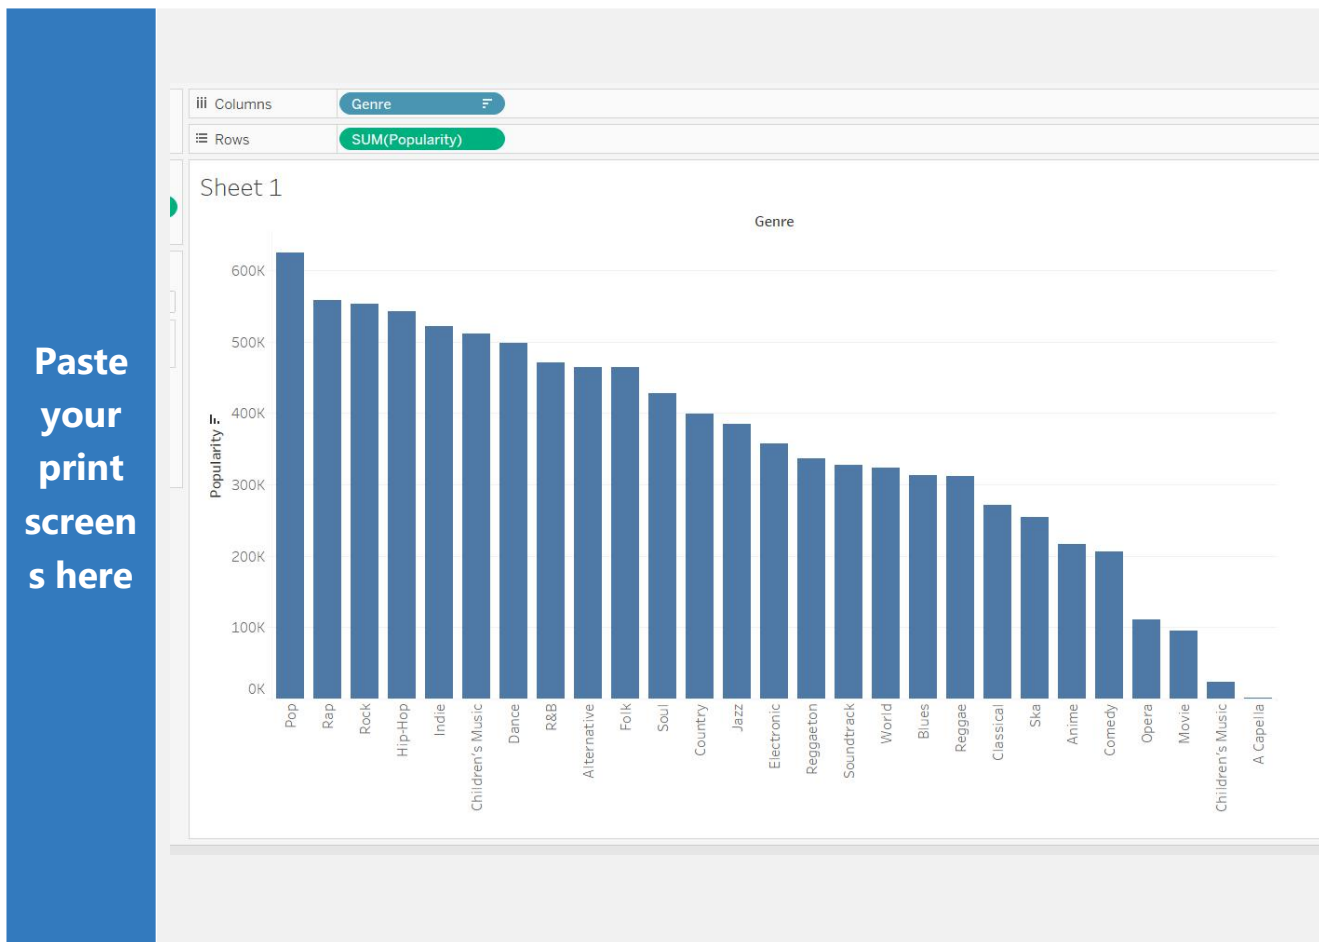 Paste
your
print
screen
s here
Columns
Genre
Rows
SUM(Popularity)
Sheet 1
Genre
Popularity
600K
500K
400K
300K
200K
100K
0K
Pop
Rap
Rock
Hip-Hop
Indie
Children's Music
Dance
R&B
Alternative
Folk
Soul
Country
Jazz
Electronic
Reggaeton
Soundtrack
World
Blues
Reggae
Classical
Ska
Anime
Comedy
Opera
Movie
Children’s Music
A Capella